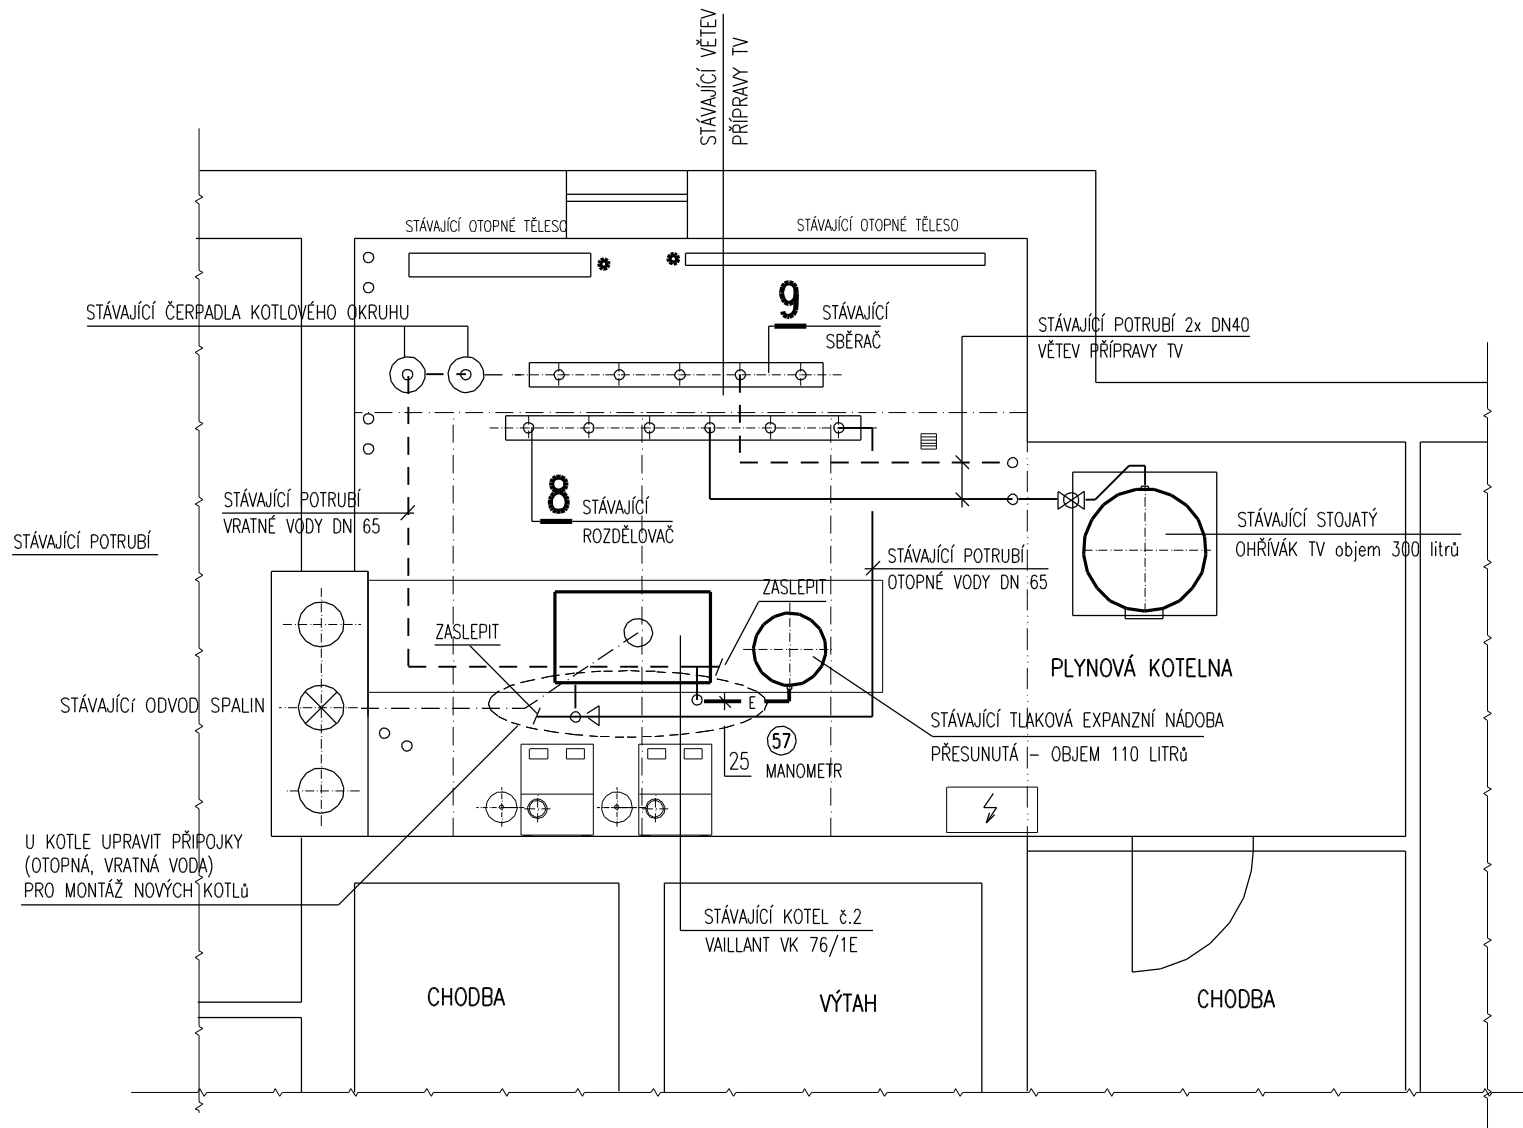 STÁVAJÍCÍ VĚTEV
PŘÍPRAVY TV
STÁVAJÍCÍ OTOPNÉ TĚLESO
STÁVAJÍCÍ OTOPNÉ TĚLESO
STÁVAJÍCÍ ČERPADLA KOTLOVÉHO OKRUHU
9
STÁVAJÍCÍ
SBĚRAČ
STÁVAJÍCÍ POTRUBÍ 2x DN40
VĚTEV PŘÍPRAVY TV
STÁVAJÍCÍ POTRUBÍ
VRATNÉ VODY DN 65
8
STÁVAJÍCÍ
ROZDĚLOVAČ
STÁVAJÍCÍ STOJATÝ
OHŘÍVÁK TV objem 300 litrů
STÁVAJÍCÍ POTRUBÍ
STÁVAJÍCÍ POTRUBÍ
OTOPNÉ VODY DN 65
ZASLEPIT
ZASLEPIT
PLYNOVÁ KOTELNA
STÁVAJÍCí ODVOD SPALIN
E
STÁVAJÍCÍ TLAKOVÁ EXPANZNÍ NÁDOBA
PŘESUNUTÁ – OBJEM 110 LITRů
57
25
MANOMETR
U KOTLE UPRAVIT PŘIPOJKY
(OTOPNÁ, VRATNÁ VODA)
PRO MONTÁŽ NOVÝCH KOTLů
STÁVAJÍCÍ KOTEL č.2
VAILLANT VK 76/1E
CHODBA
VÝTAH
CHODBA